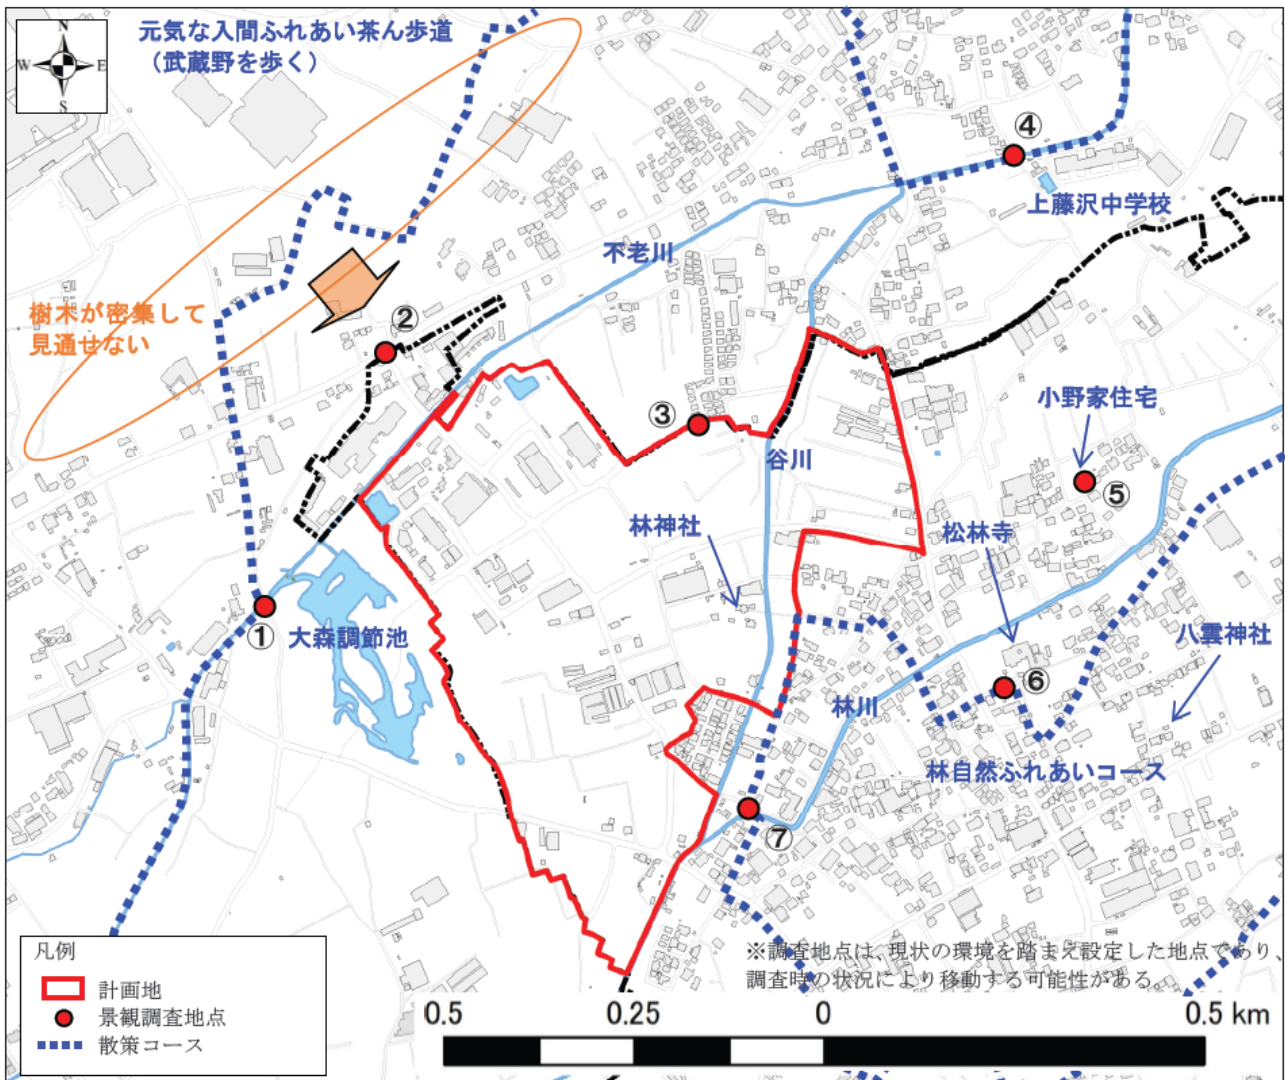 N
W E
S
元気な入間ふれあい茶ん歩道
（武蔵野を歩く）
④
上藤沢中学校
不老川
樹木が密集して
見通せない
②
小野家住宅
③
谷川
⑤
林神社
松林寺
①
大森調節池
八雲神社
⑥
林川
林自然ふれあいコース
⑦
※調査地点は、現状の環境を踏まえ設定した地点であり、
調査時の状況により移動する可能性がある。
凡例
計画地
景観調査地点
散策コース
0.5 0.25 0 0.5 km